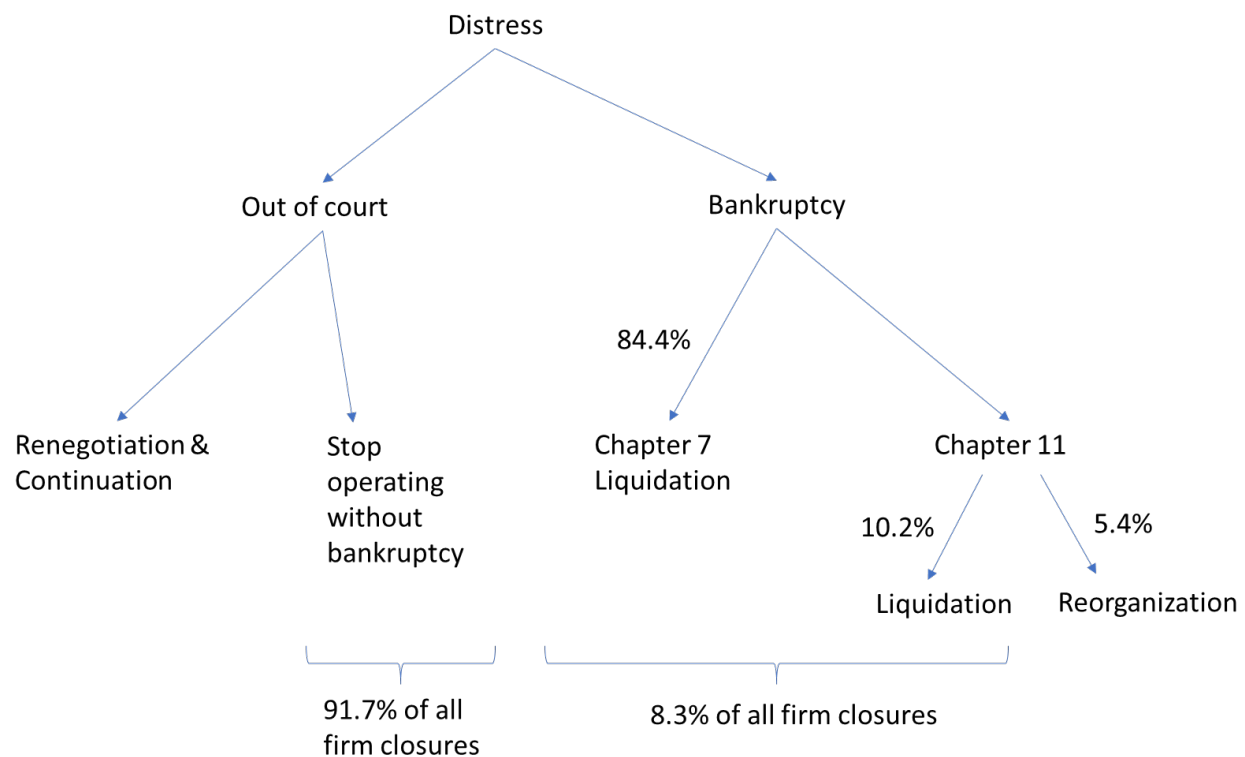 Distress
Out of court
Bankruptcy
84.4%
Renegotiation &
Continuation
Stop
operating
without
bankruptcy
Chapter 7
Liquidation
Chapter 11
10.2%
5.4%
Liquidation
Reorganization
91.7% of all
firm closures
8.3% of all firm closures